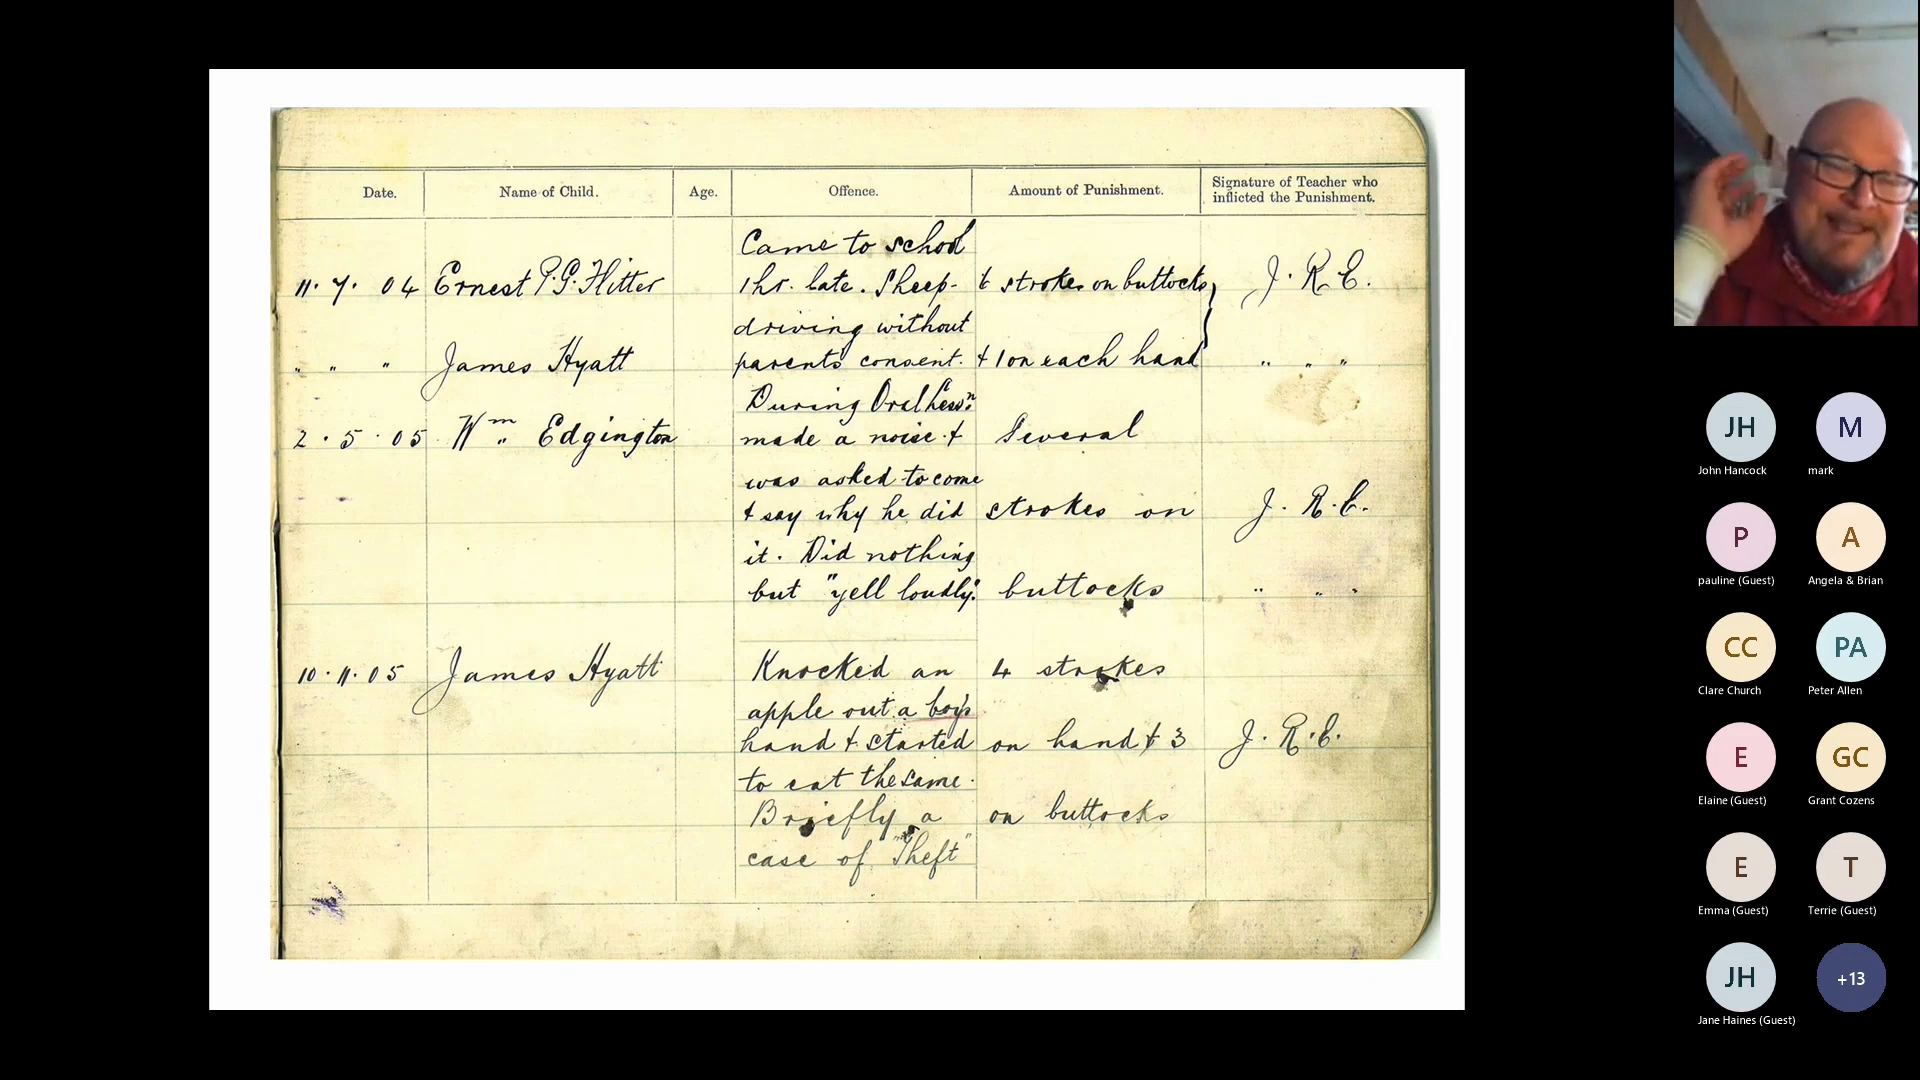 Date. Name of Child. Age. Offence. Amount of Punishment. Signature of Teacher who inflicted the Punishment.
Came to school
11. 7. 04 Ernest P. G. Flitter 1 hr. late. Sheep- 6 strokes on buttocks J. R. E.
driving without
" " " James Hyatt parents consent. & 1 on each hand " " "
During Oral Lessn.
2. 5. 05 Wm. Edgington made a noise & Several
was asked to come
& say why he did strokes on J. R. E.
it. Did nothing
but "yell loudly". buttocks " " "
10. 11. 05 James Hyatt Knocked an 4 strokes
apple out a boys
hand & started on hand & 3 J. R. E.
to eat the same.
Briefly a on buttocks
case of "Theft"
JH M
John Hancock mark
P A
pauline (Guest) Angela & Brian
CC PA
Clare Church Peter Allen
E GC
Elaine (Guest) Grant Cozens
E T
Emma (Guest) Terrie (Guest)
JH +13
Jane Haines (Guest)